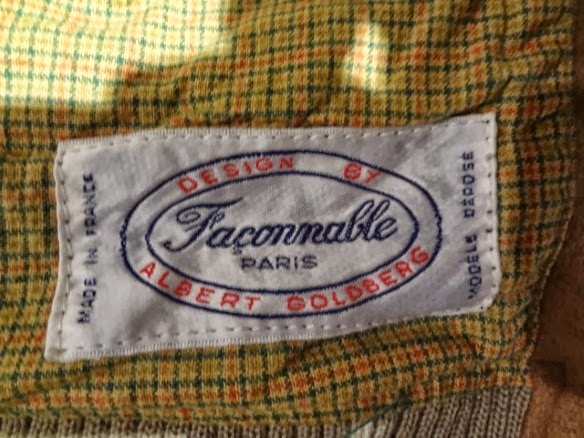 MADE IN FRANCE
DESIGN BY
Façonnable
PARIS
ALBERT GOLDBERG
MODÈLE DÉPOSÉ